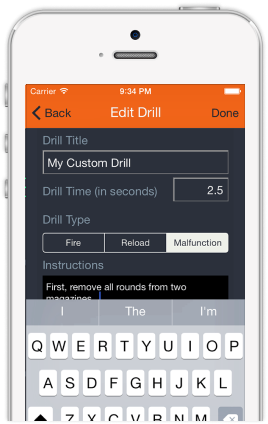 Carrier 9:34 PM
Back Edit Drill Done
Drill Title
My Custom Drill
Drill Time (in seconds) 2.5
Drill Type
Fire Reload Malfunction
Instructions
First, remove all rounds from two
magazines.
I The I'm
Q W E R T Y U I O P
A S D F G H J K L
Z X C V B N M